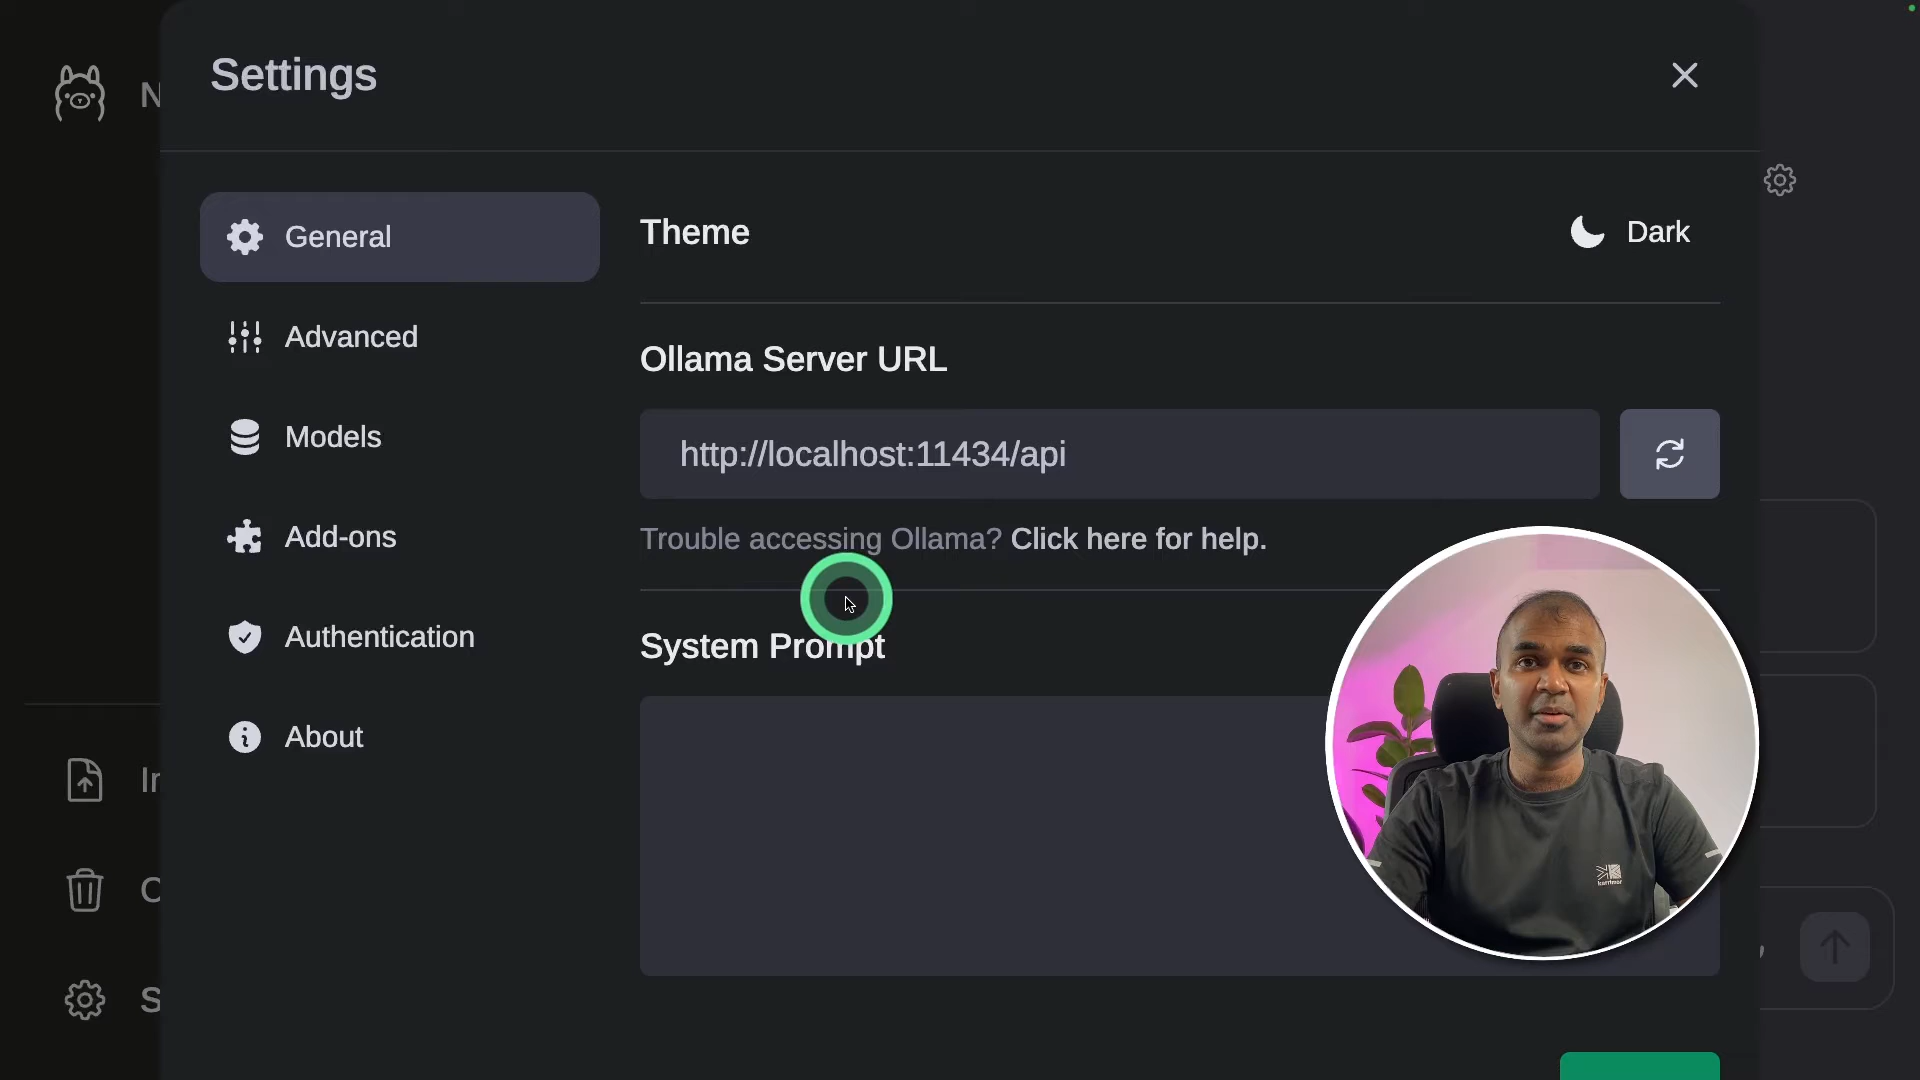 Settings
N
General
Advanced
Models
Add-ons
Authentication
About
Theme
Dark
Ollama Server URL
http://localhost:11434/api
Trouble accessing Ollama? Click here for help.
System Prompt
karrimor